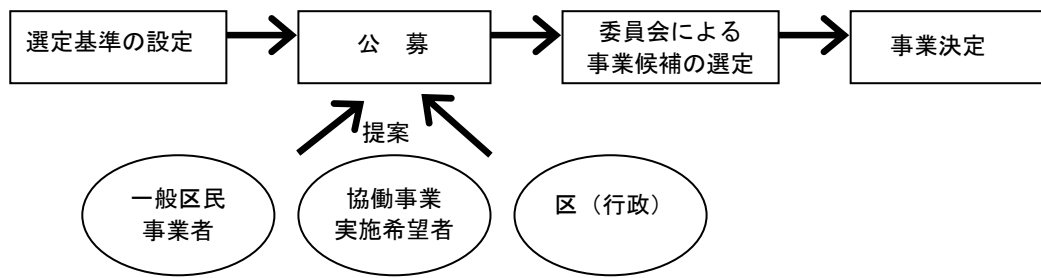 選定基準の設定
公　募
委員会による
事業候補の選定
事業決定
提案
一般区民
事業者
協働事業
実施希望者
区（行政）